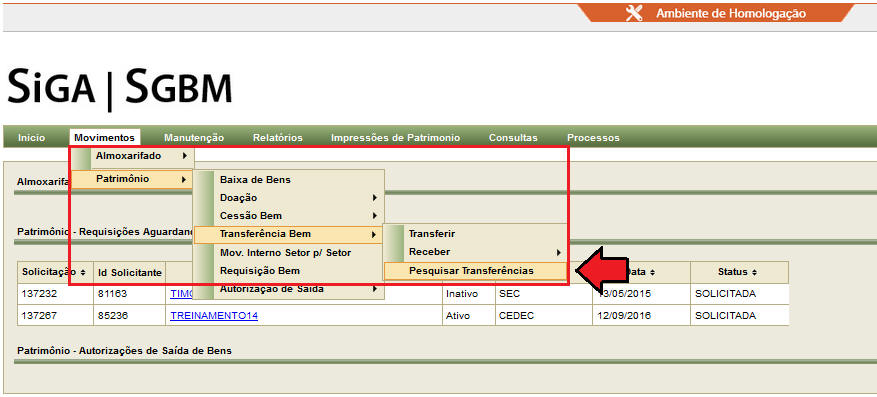 Ambiente de Homologação
SIGA | SGBM
Inicio Movimentos Manutenção Relatórios Impressões de Patrimonio Consultas Processos
Almoxarifado
Patrimônio
Baixa de Bens
Doação
Cessão Bem
Transferência Bem
Mov. Interno Setor p/ Setor
Requisição Bem
Autorização de Saída
Transferir
Receber
Pesquisar Transferências
Almoxarifa
Patrimônio - Requisições Aguardand
Solicitação Id Solicitante Data Status
137232 81163 TIMO Inativo SEC 13/05/2015 SOLICITADA
137267 85236 TREINAMENTO14 Ativo CEDEC 12/09/2016 SOLICITADA
Patrimônio - Autorizações de Saída de Bens